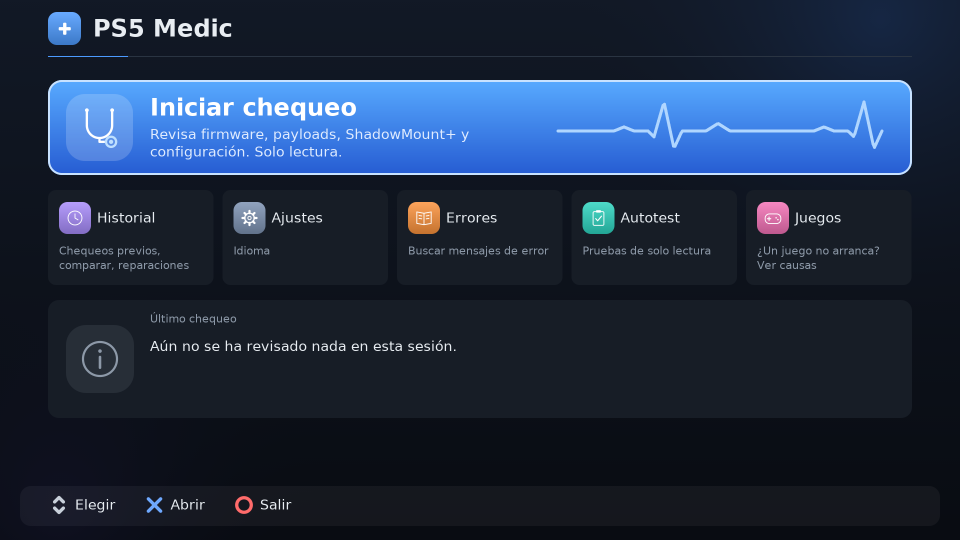 PS5 Medic
Iniciar chequeo
Revisa firmware, payloads, ShadowMount+ y
configuración. Solo lectura.
Historial
Chequeos previos,
comparar, reparaciones
Ajustes
Idioma
Errores
Buscar mensajes de error
Autotest
Pruebas de solo lectura
Juegos
¿Un juego no arranca?
Ver causas
Último chequeo
Aún no se ha revisado nada en esta sesión.
Elegir
Abrir
Salir